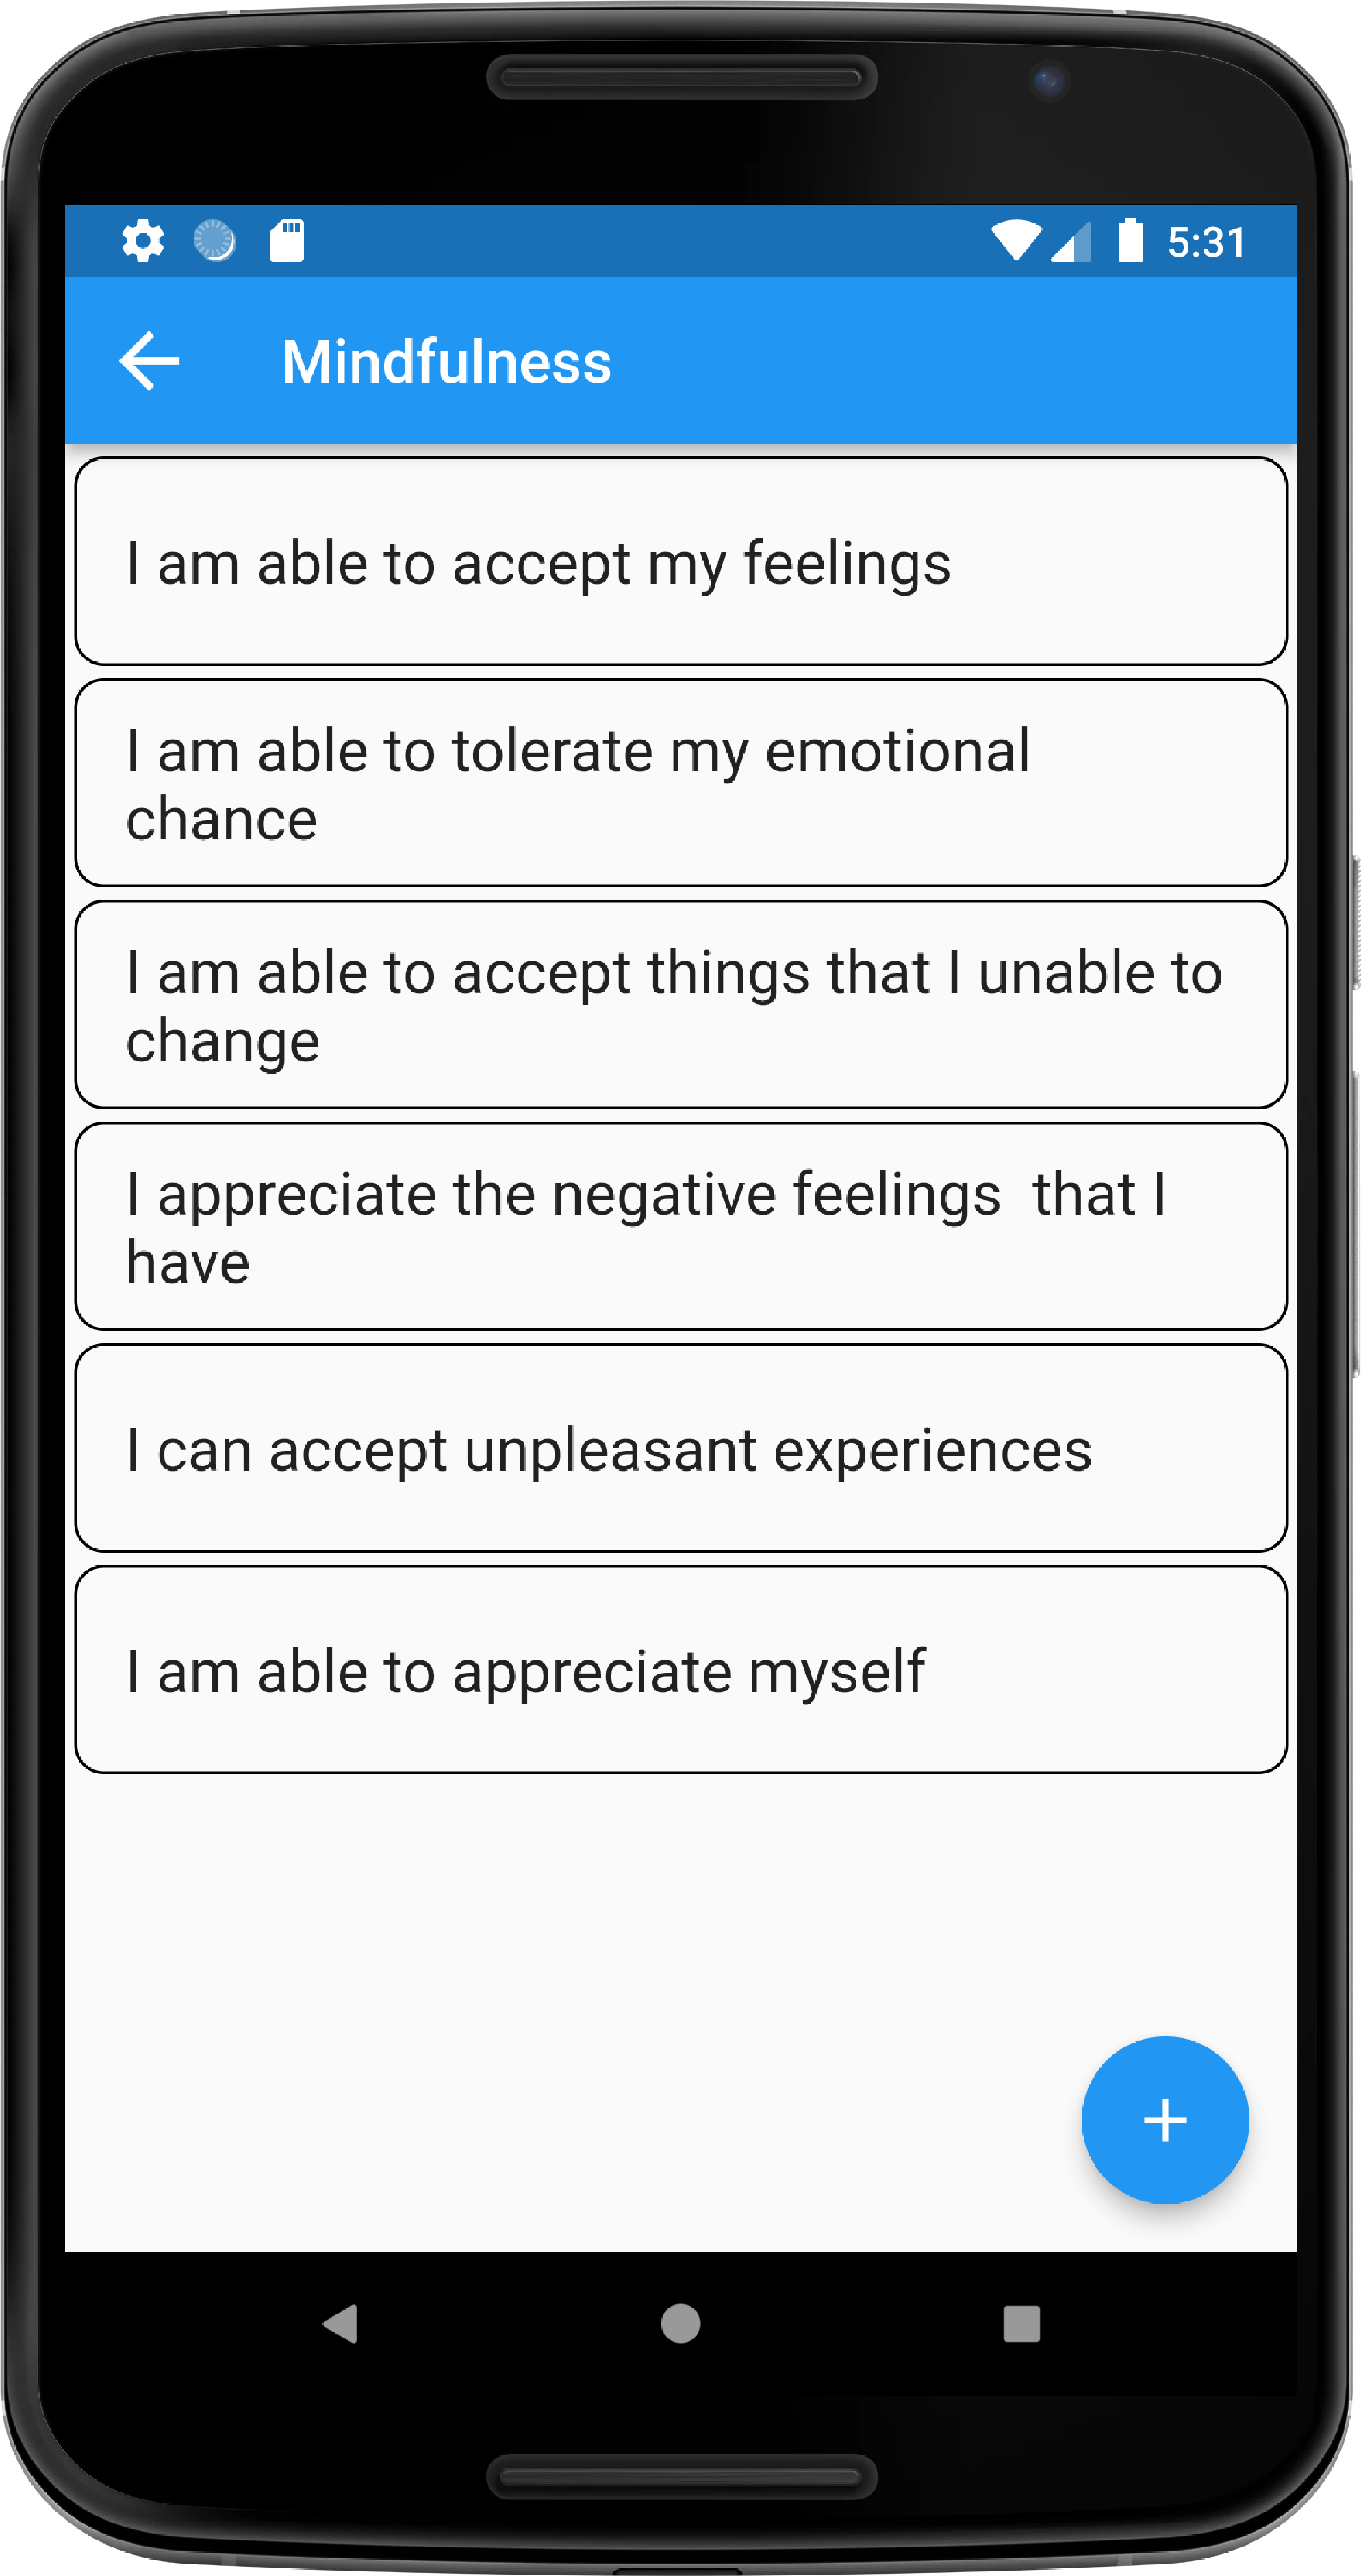 5:31
Mindfulness
I am able to accept my feelings
I am able to tolerate my emotional
chance
I am able to accept things that I unable to
change
I appreciate the negative feelings  that I
have
I can accept unpleasant experiences
I am able to appreciate myself